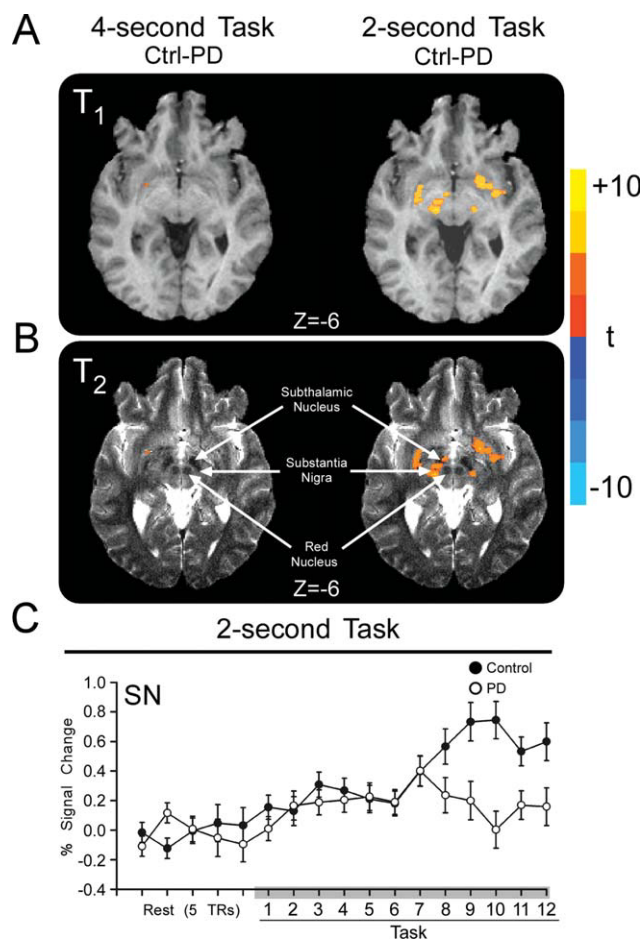 A
4-second Task
2-second Task
Ctrl-PD
Ctrl-PD
T1
+10
t
-10
Z=-6
B
T2
Subthalamic
Nucleus
Substantia
Nigra
Red
Nucleus
Z=-6
C
2-second Task
SN
Control
PD
% Signal Change
1.0
0.8
0.6
0.4
0.2
0.0
-0.2
-0.4
Rest (5 TRs)
1 2 3 4 5 6 7 8 9 10 11 12
Task